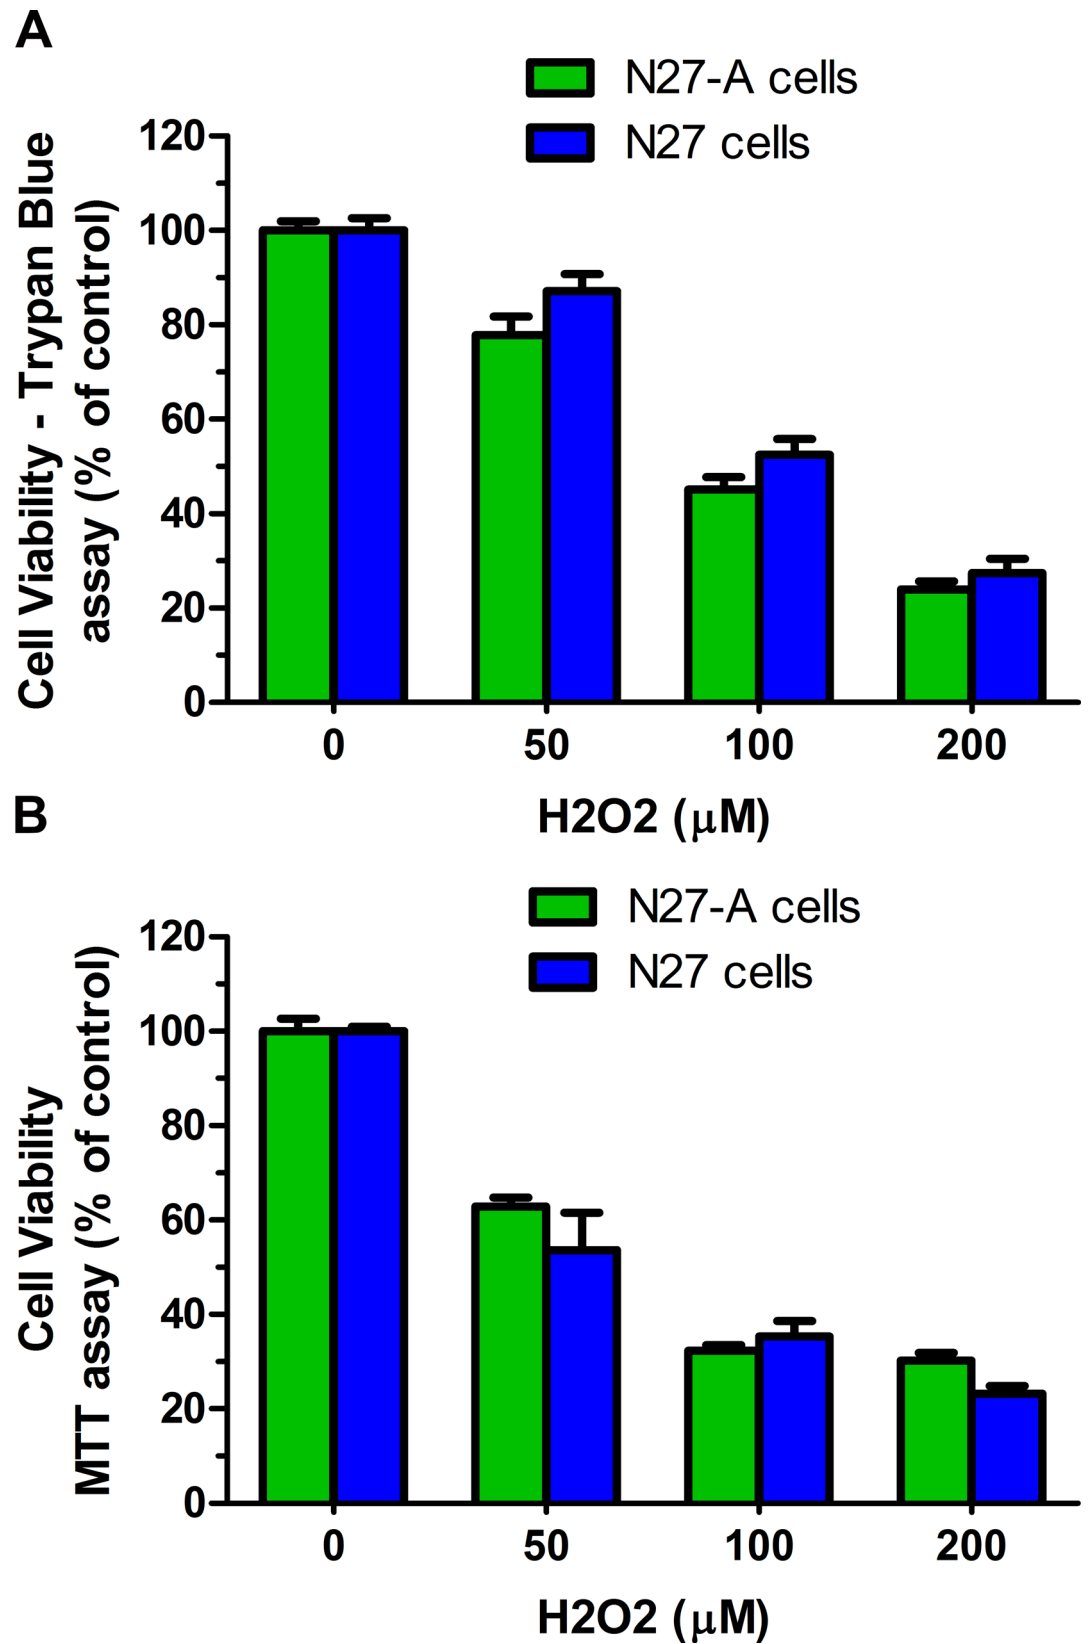 A
N27-A cells
N27 cells
Cell Viability - Trypan Blue
assay (% of control)
120
100
80
60
40
20
0
0 50 100 200
H2O2 (μM)
B
N27-A cells
N27 cells
Cell Viability
MTT assay (% of control)
120
100
80
60
40
20
0
0 50 100 200
H2O2 (μM)